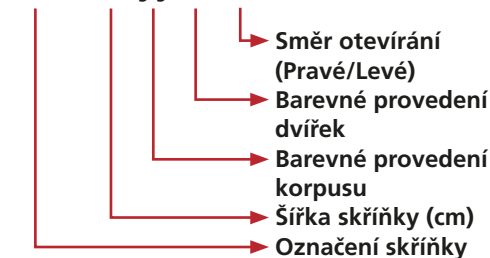 Směr otevírání
(Pravé/Levé)
Barevné provedení
dvířek
Barevné provedení
korpusu
Šířka skříňky (cm)
Označení skříňky